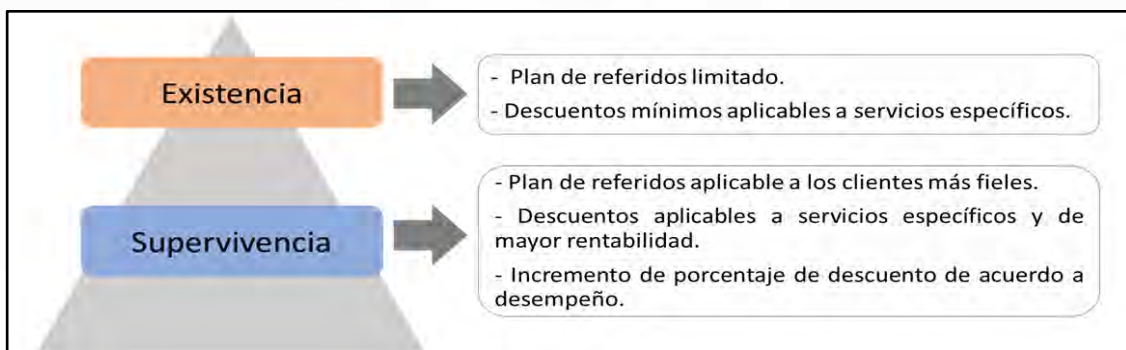 Existencia
- Plan de referidos limitado.
- Descuentos mínimos aplicables a servicios específicos.
Supervivencia
- Plan de referidos aplicable a los clientes más fieles.
- Descuentos aplicables a servicios específicos y de
mayor rentabilidad.
- Incremento de porcentaje de descuento de acuerdo a
desempeño.